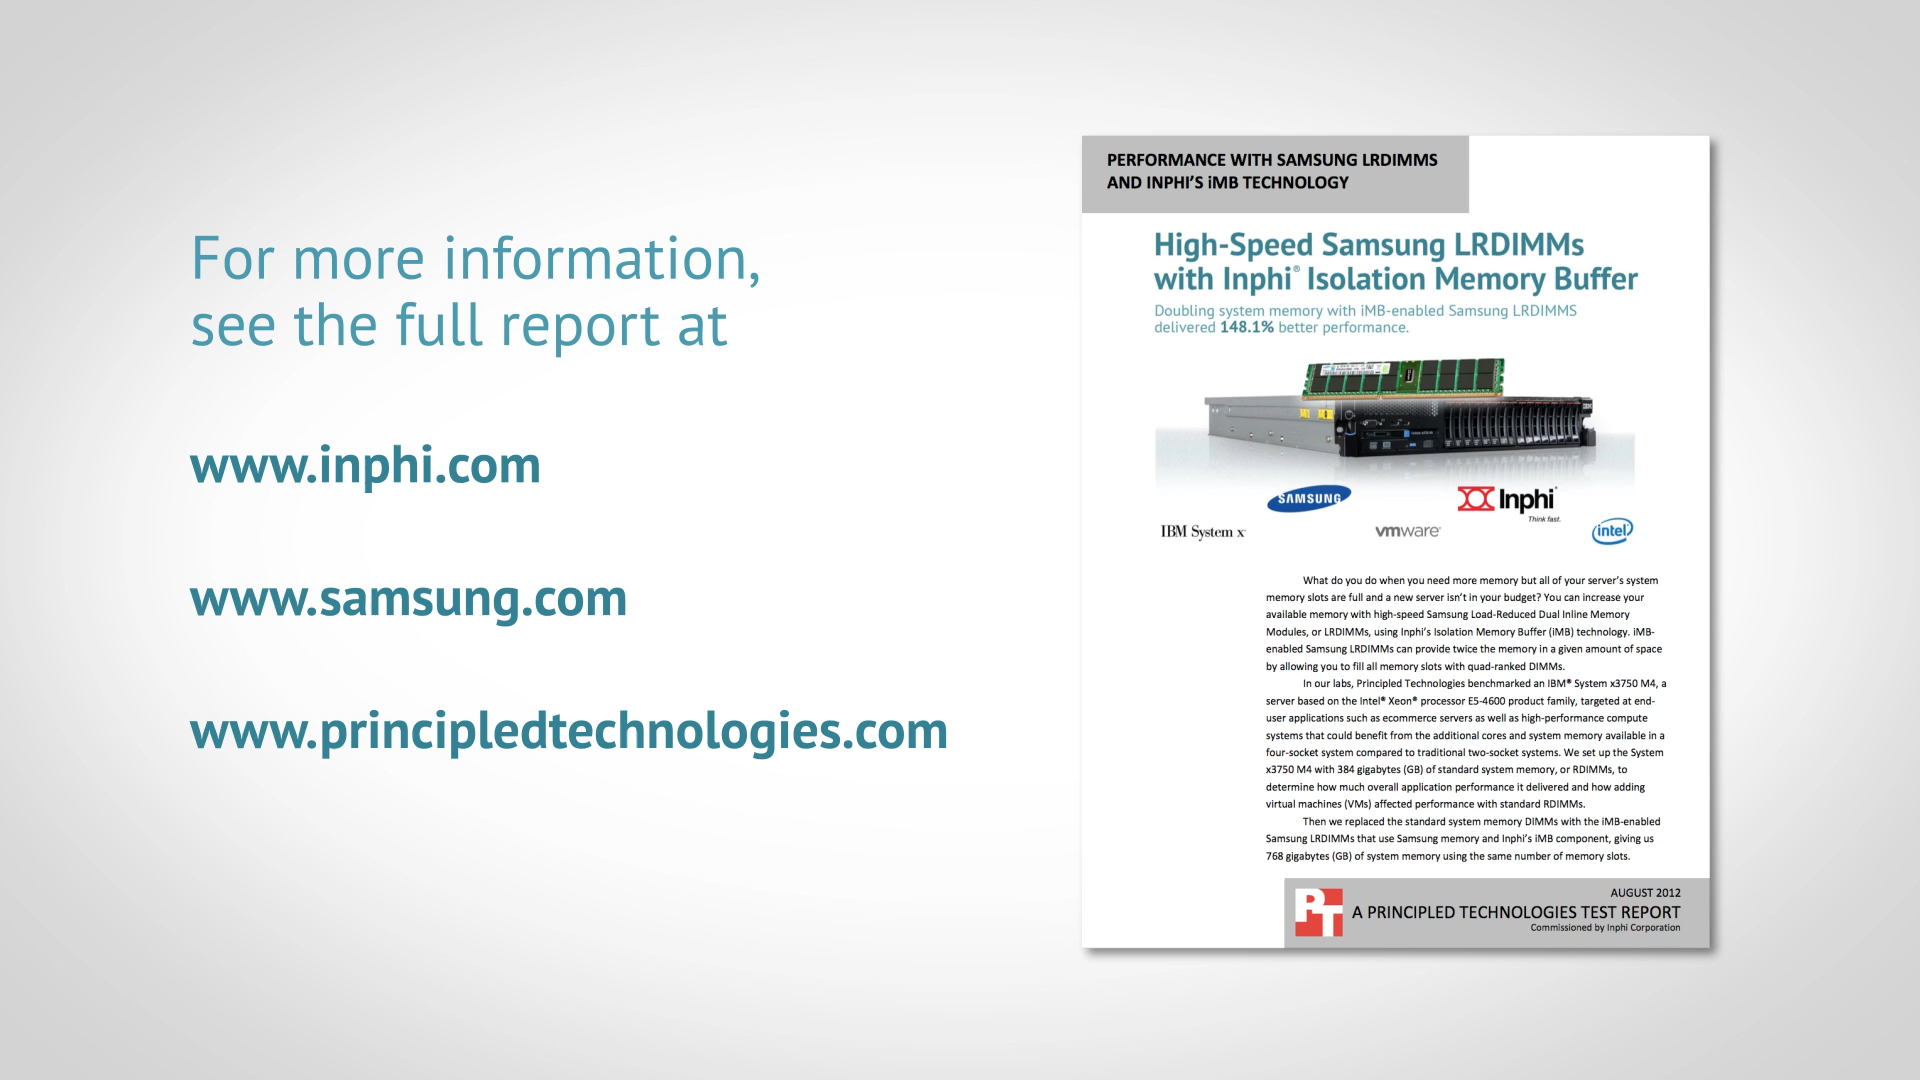 For more information,
see the full report at
www.inphi.com
www.samsung.com
www.principledtechnologies.com
PERFORMANCE WITH SAMSUNG LRDIMMS
AND INPHI’S iMB TECHNOLOGY
High-Speed Samsung LRDIMMs
with Inphi® Isolation Memory Buffer
Doubling system memory with iMB-enabled Samsung LRDIMMS
delivered 148.1% better performance.
SAMSUNG
Inphi®
Think fast.
IBM System x
vmware®
intel
What do you do when you need more memory but all of your server’s system
memory slots are full and a new server isn’t in your budget? You can increase your
available memory with high-speed Samsung Load-Reduced Dual Inline Memory
Modules, or LRDIMMs, using Inphi’s Isolation Memory Buffer (iMB) technology. iMB-
enabled Samsung LRDIMMs can provide twice the memory in a given amount of space
by allowing you to fill all memory slots with quad-ranked DIMMs.
In our labs, Principled Technologies benchmarked an IBM® System x3750 M4, a
server based on the Intel® Xeon® processor E5-4600 product family, targeted at end-
user applications such as ecommerce servers as well as high-performance compute
systems that could benefit from the additional cores and system memory available in a
four-socket system compared to traditional two-socket systems. We set up the System
x3750 M4 with 384 gigabytes (GB) of standard system memory, or RDIMMs, to
determine how much overall application performance it delivered and how adding
virtual machines (VMs) affected performance with standard RDIMMs.
Then we replaced the standard system memory DIMMs with the iMB-enabled
Samsung LRDIMMs that use Samsung memory and Inphi’s iMB component, giving us
768 gigabytes (GB) of system memory using the same number of memory slots.
PT
AUGUST 2012
A PRINCIPLED TECHNOLOGIES TEST REPORT
Commissioned by Inphi Corporation